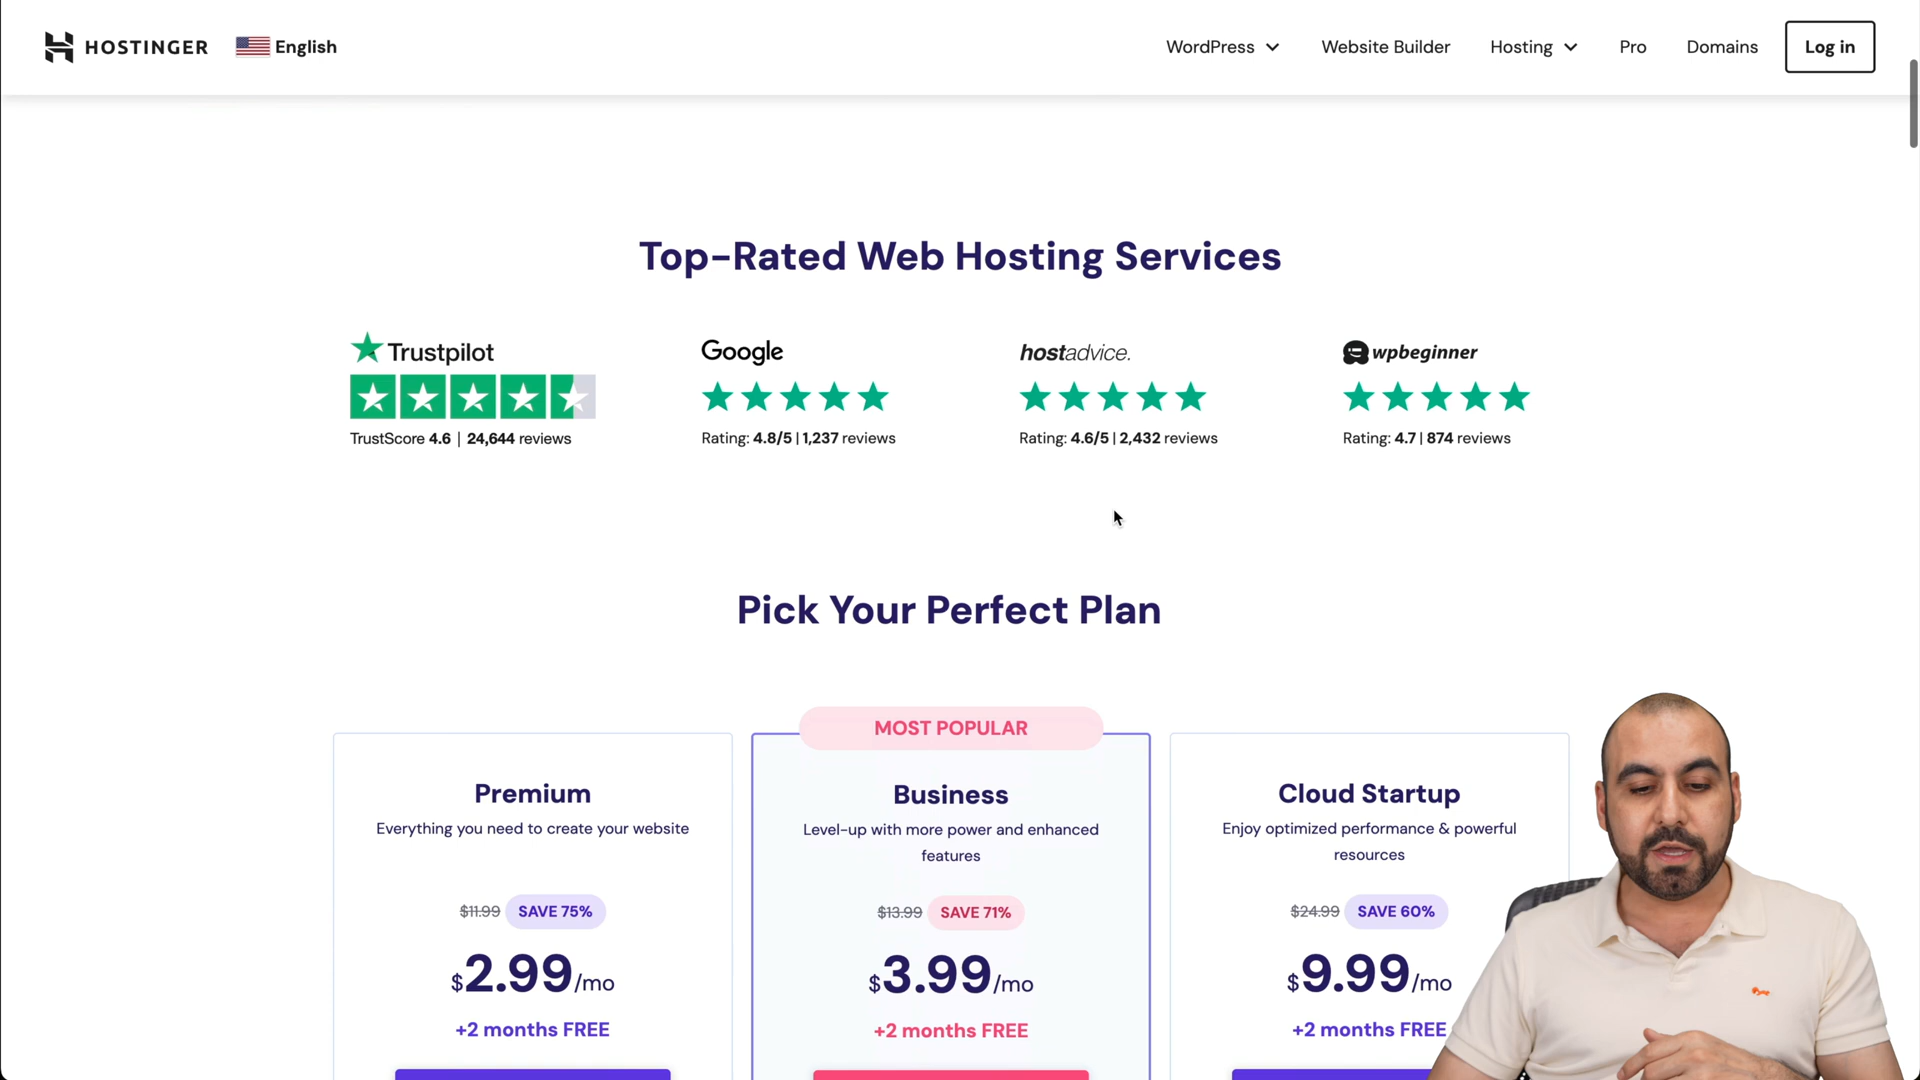 HOSTINGER English WordPress Website Builder Hosting Pro Domains Log in
Top-Rated Web Hosting Services
Trustpilot Google hostadvice. wpbeginner
TrustScore 4.6 | 24,644 reviews
Rating: 4.8/5 | 1,237 reviews
Rating: 4.6/5 | 2,432 reviews
Rating: 4.7 | 874 reviews
Pick Your Perfect Plan
Premium
Everything you need to create your website
$11.99 SAVE 75%
$2.99/mo
+2 months FREE
MOST POPULAR
Business
Level-up with more power and enhanced
features
$13.99 SAVE 71%
$3.99/mo
+2 months FREE
Cloud Startup
Enjoy optimized performance & powerful
resources
$24.99 SAVE 60%
$9.99/mo
+2 months FREE